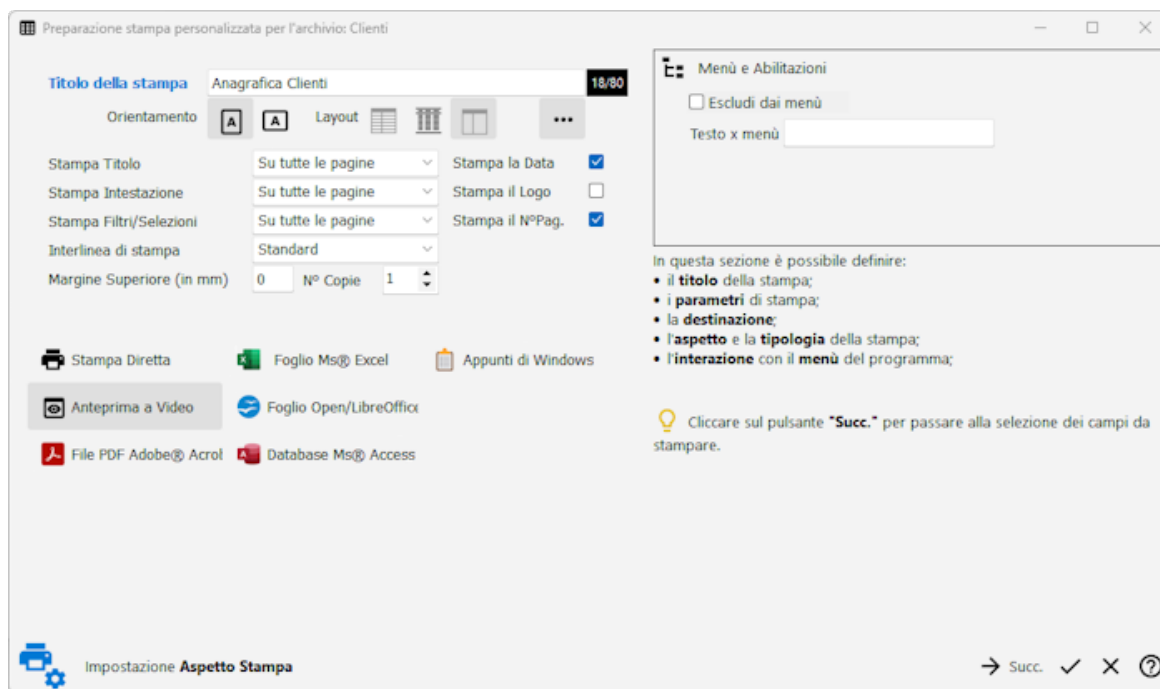 Preparazione stampa personalizzata per l'archivio: Clienti
Titolo della stampa Anagrafica Clienti 18/80
Orientamento A A Layout •••
Stampa Titolo Su tutte le pagine Stampa la Data
Stampa Intestazione Su tutte le pagine Stampa il Logo
Stampa Filtri/Selezioni Su tutte le pagine Stampa il NºPag.
Interlinea di stampa Standard
Margine Superiore (in mm) 0 Nº Copie 1
Stampa Diretta Foglio Ms® Excel Appunti di Windows
Anteprima a Video Foglio Open/LibreOffice
File PDF Adobe® Acrol Database Ms® Access
Menù e Abilitazioni
Escludi dai menù
Testo x menù
In questa sezione è possibile definire:
• il titolo della stampa;
• i parametri di stampa;
• la destinazione;
• l'aspetto e la tipologia della stampa;
• l'interazione con il menù del programma;
Cliccare sul pulsante "Succ." per passare alla selezione dei campi da
stampare.
Impostazione Aspetto Stampa
Succ.